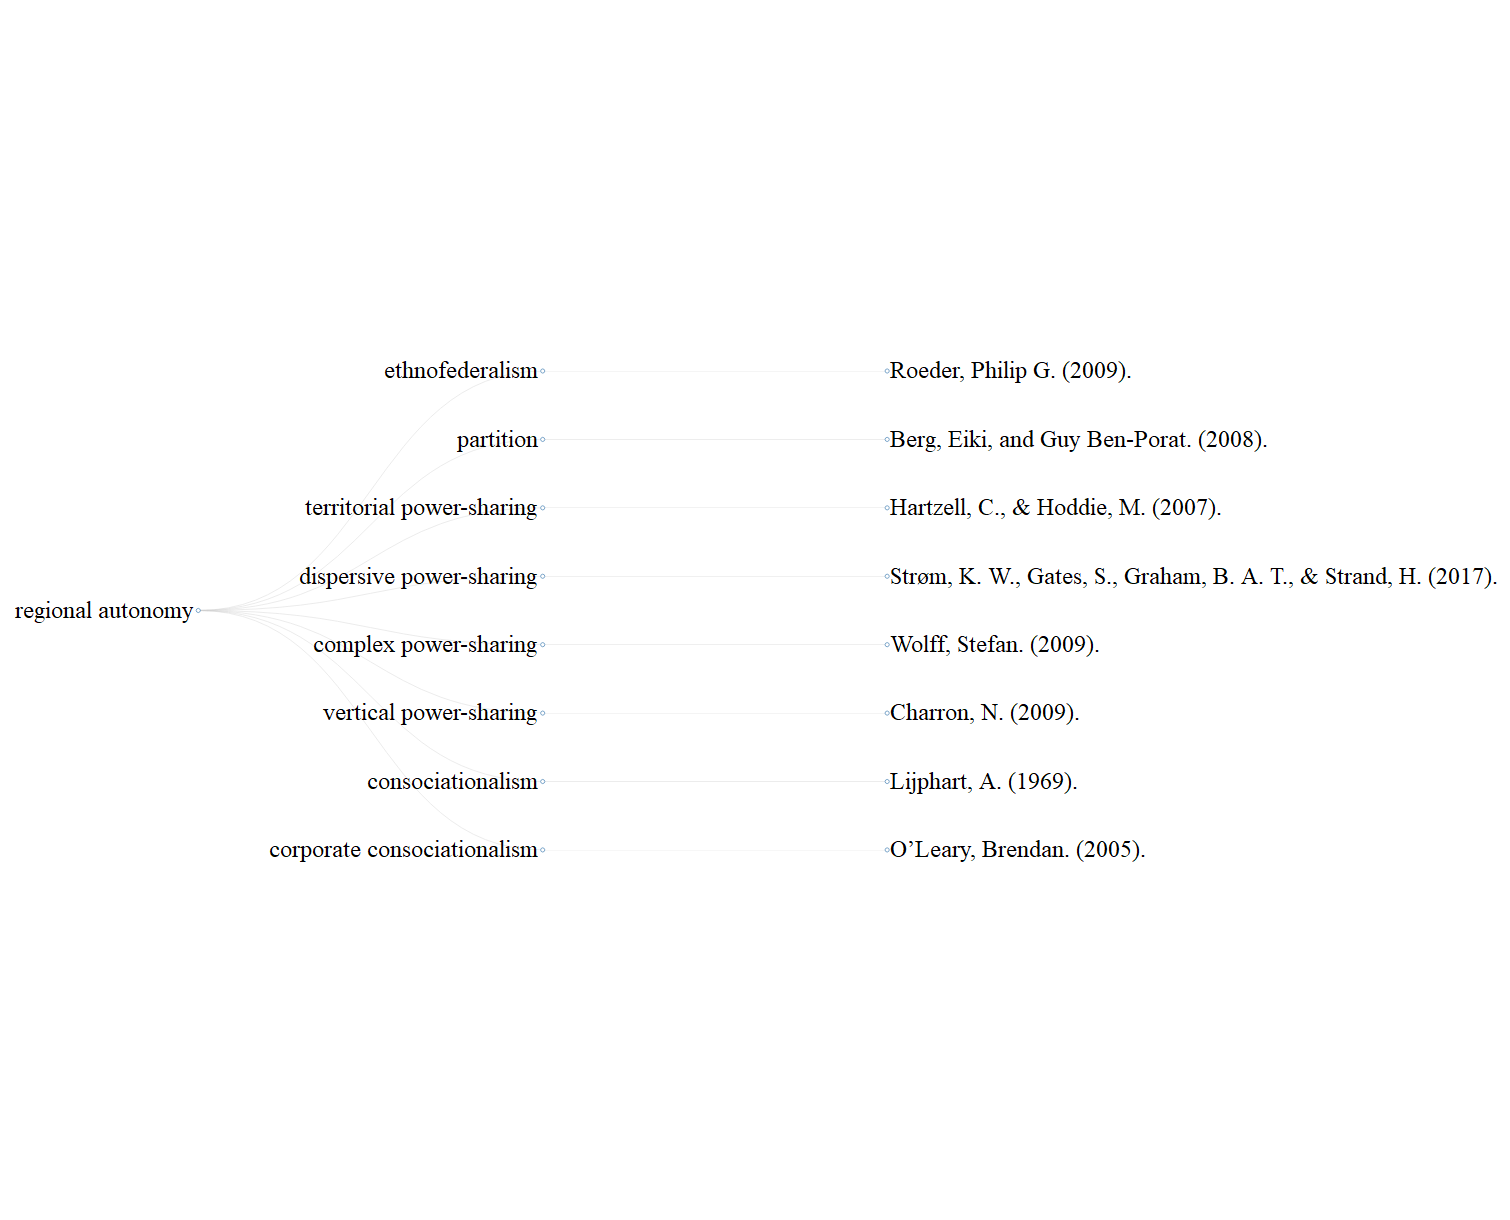 ethnofederalism Roeder, Philip G. (2009).
partition Berg, Eiki, and Guy Ben-Porat. (2008).
territorial power-sharing Hartzell, C., & Hoddie, M. (2007).
dispersive power-sharing Strøm, K. W., Gates, S., Graham, B. A. T., & Strand, H. (2017).
regional autonomy
complex power-sharing Wolff, Stefan. (2009).
vertical power-sharing Charron, N. (2009).
consociationalism Lijphart, A. (1969).
corporate consociationalism O’Leary, Brendan. (2005).